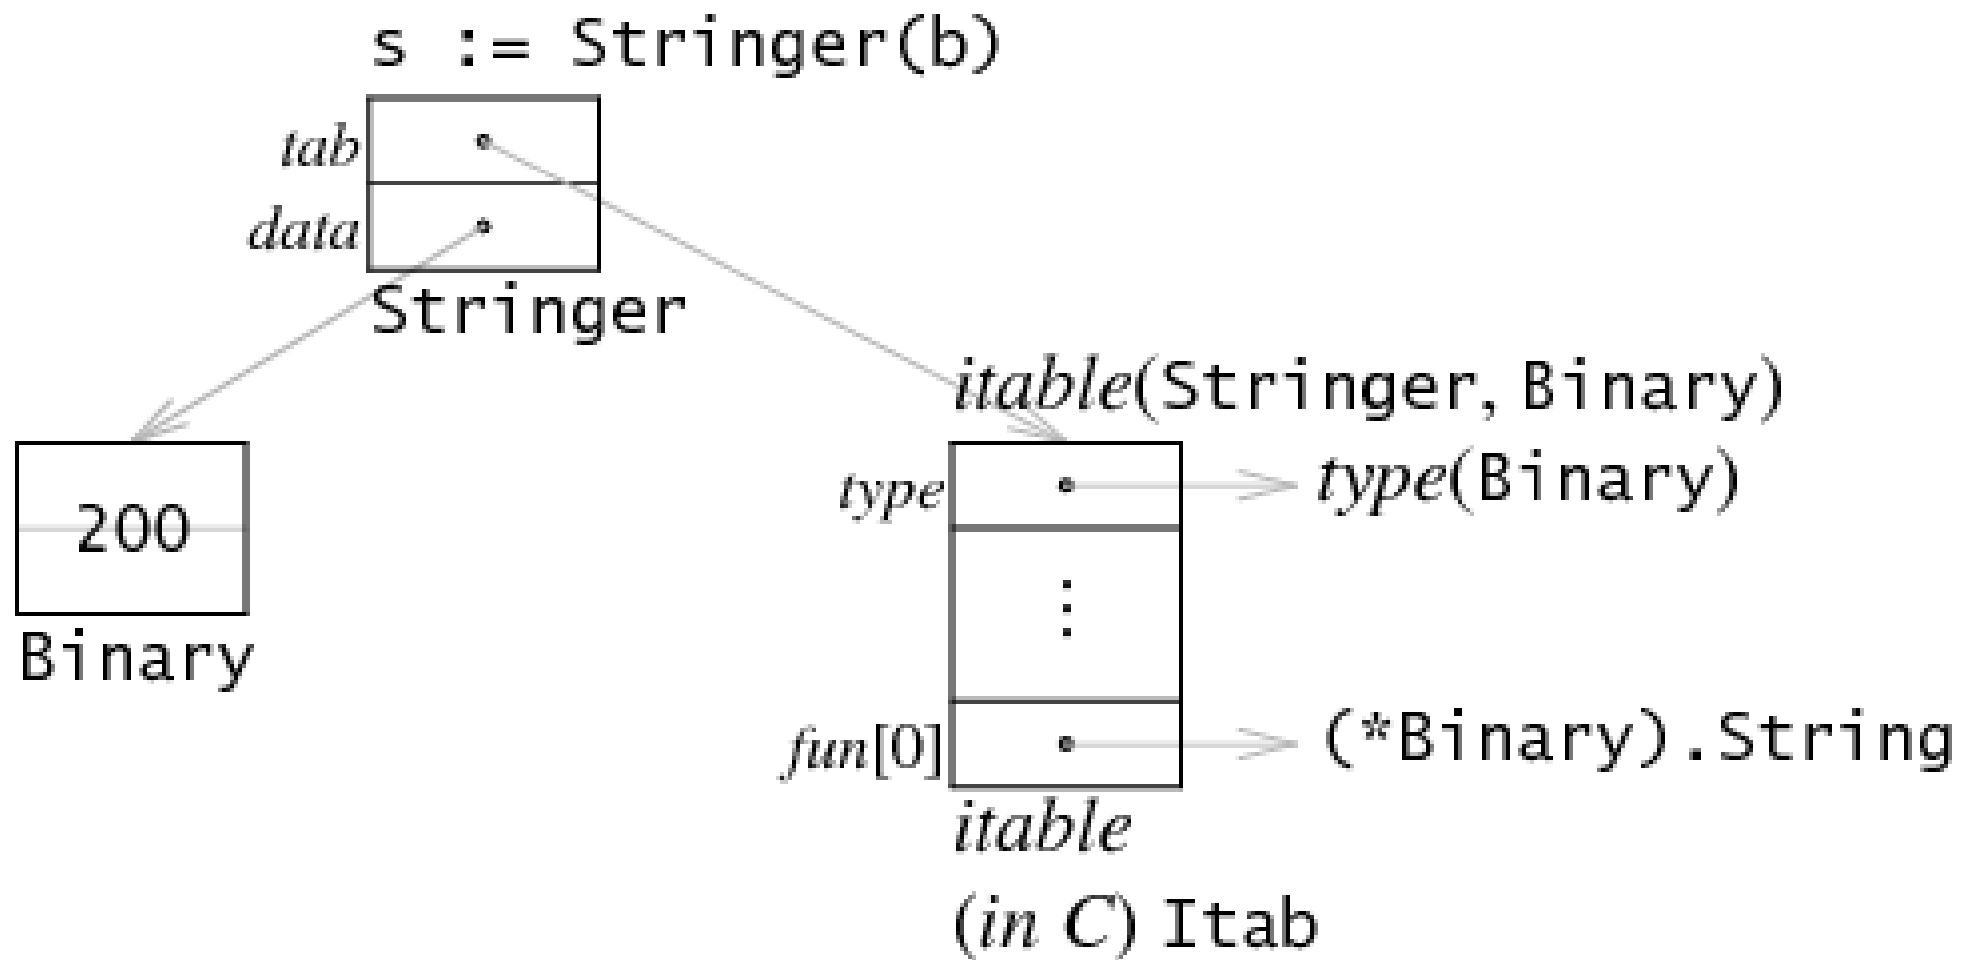 s := Stringer(b)
tab
data
Stringer
itable(Stringer, Binary)
type
type(Binary)
200
⋮
Binary
fun[0]
(*Binary).String
itable
(in C) Itab